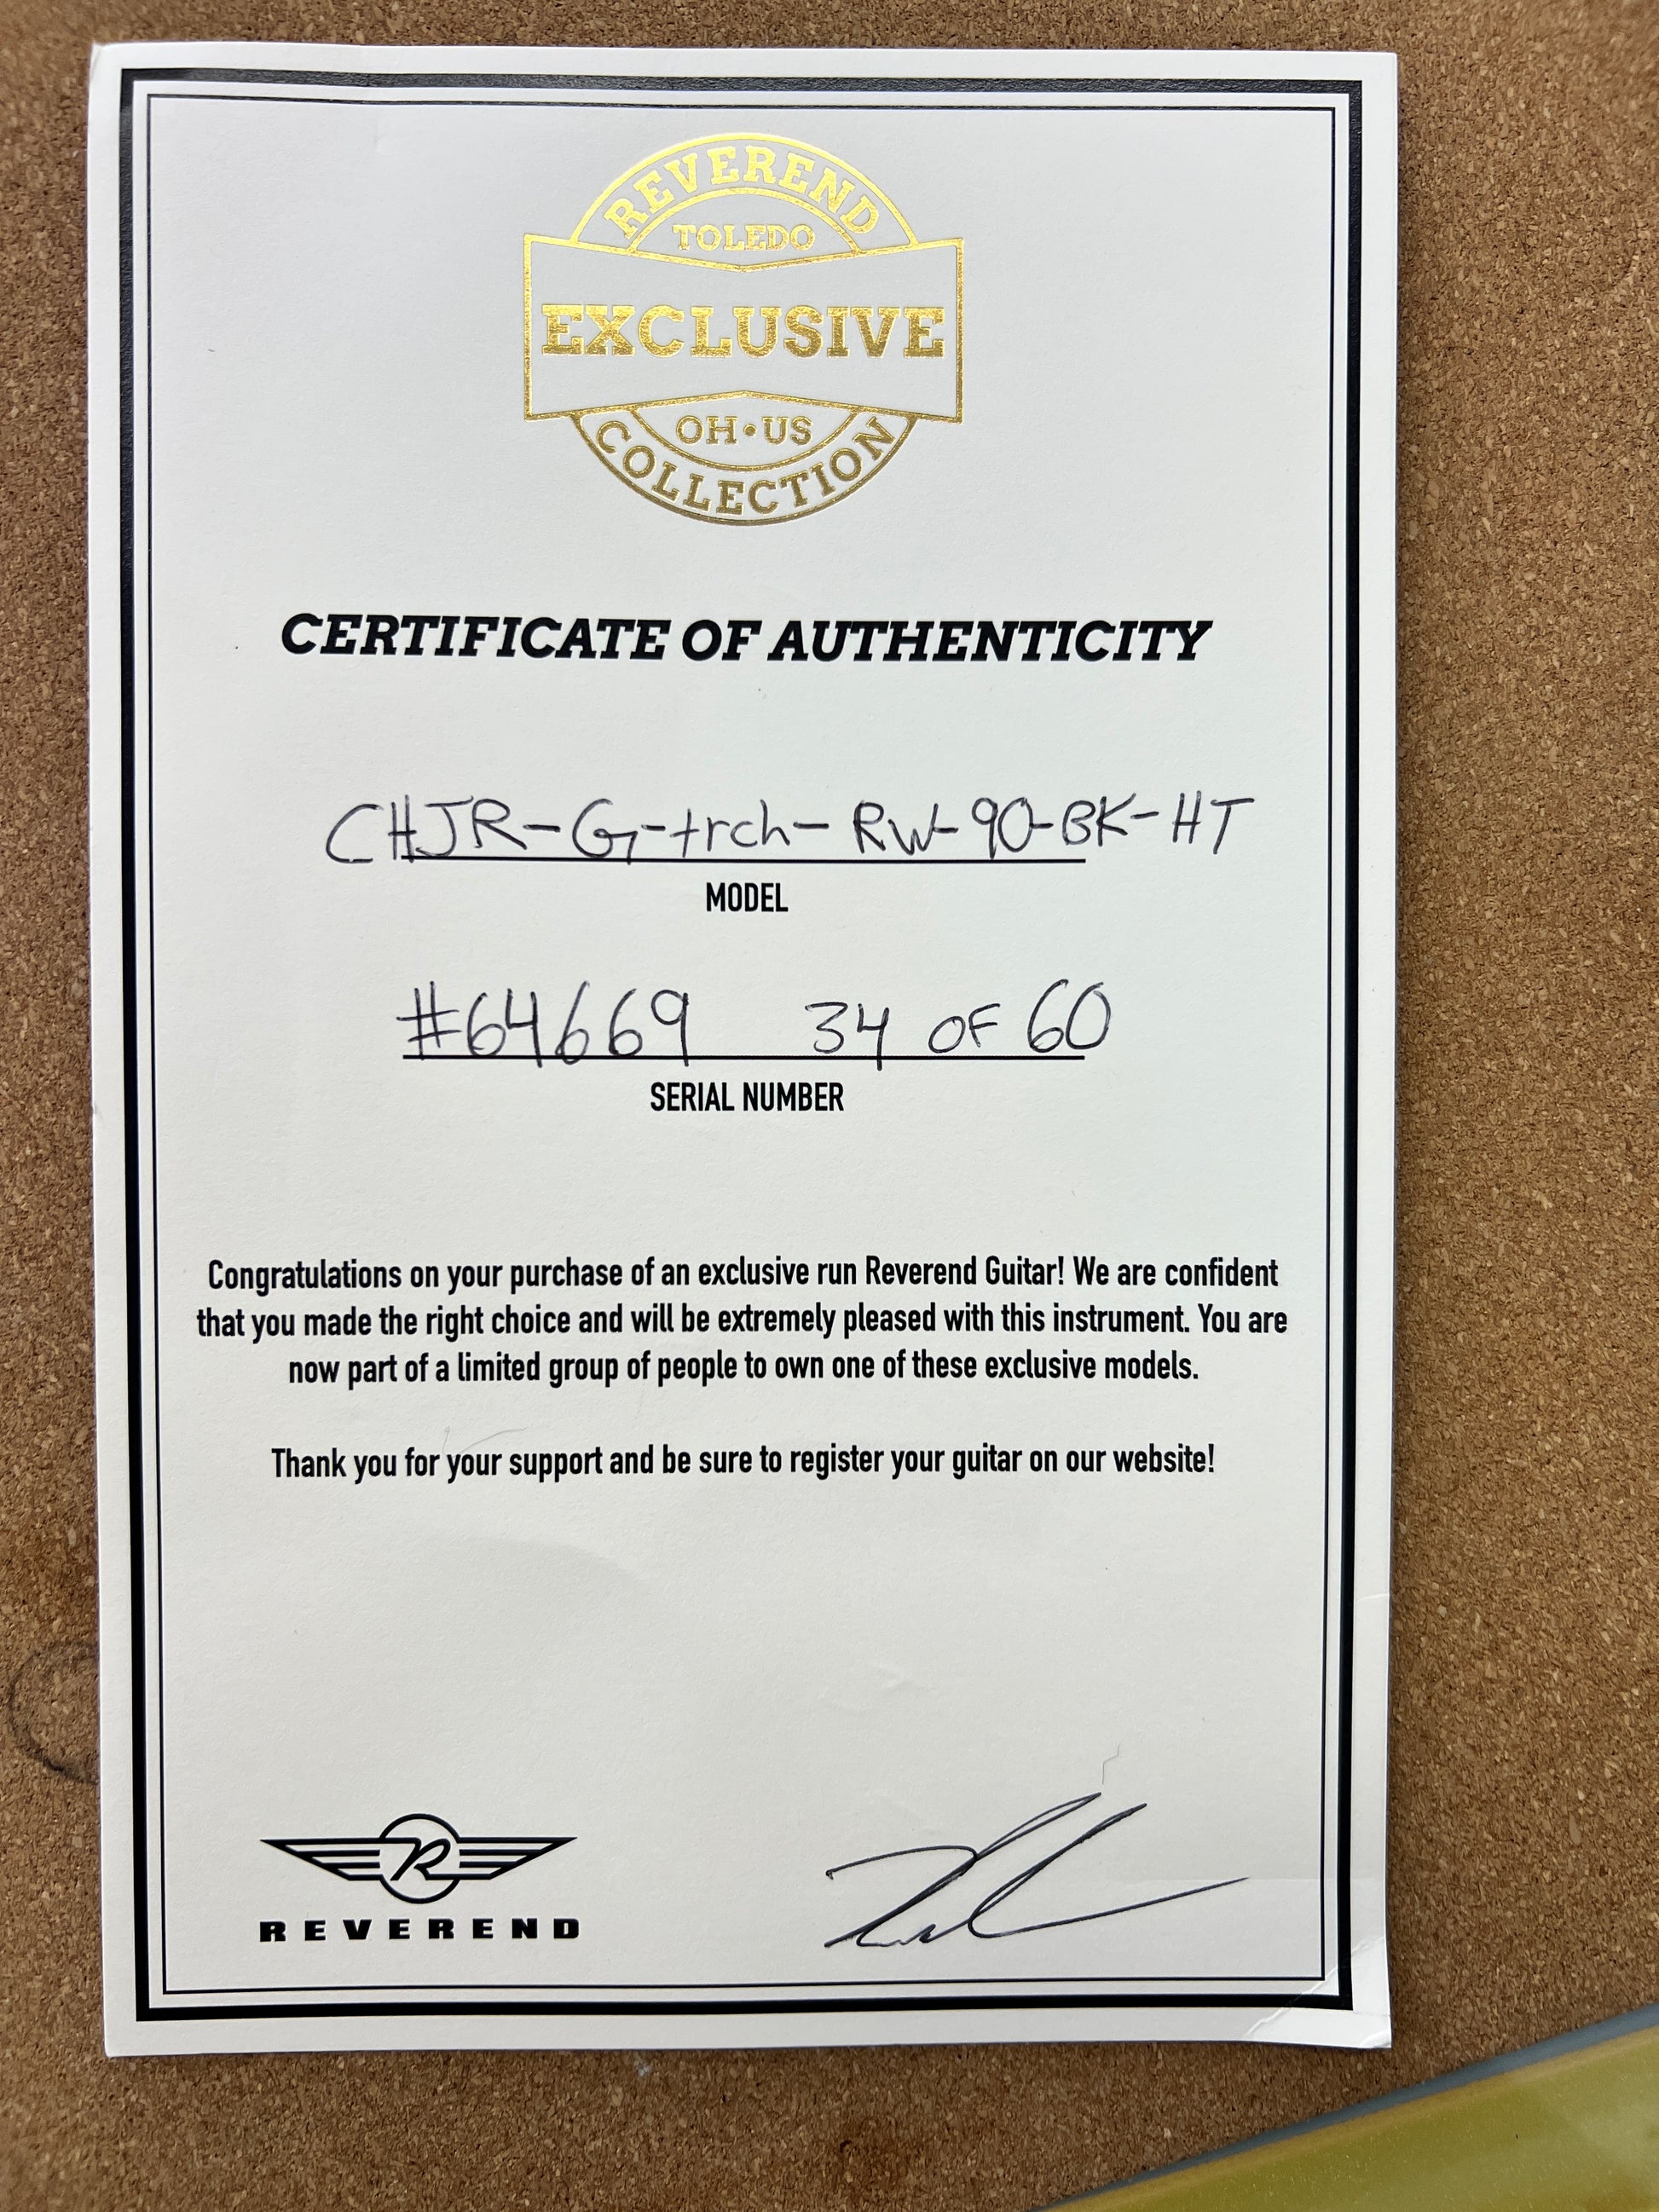 REVEREND
TOLEDO
EXCLUSIVE
OH•US
COLLECTION
CERTIFICATE OF AUTHENTICITY
CHJR-G-trch-RW-90-BK-HT
MODEL
#64669 34 OF 60
SERIAL NUMBER
Congratulations on your purchase of an exclusive run Reverend Guitar! We are confident
that you made the right choice and will be extremely pleased with this instrument. You are
now part of a limited group of people to own one of these exclusive models.
Thank you for your support and be sure to register your guitar on our website!
R
REVEREND